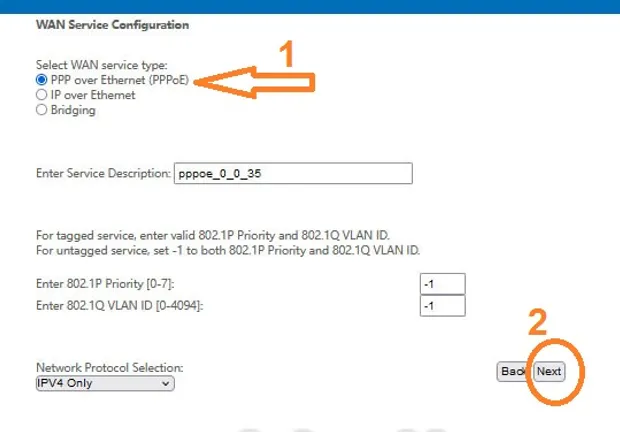 WAN Service Configuration
Select WAN service type:
1
PPP over Ethernet (PPPoE)
IP over Ethernet
Bridging
Enter Service Description: pppoe_0_0_35
For tagged service, enter valid 802.1P Priority and 802.1Q VLAN ID.
For untagged service, set -1 to both 802.1P Priority and 802.1Q VLAN ID.
Enter 802.1P Priority [0-7]: -1
Enter 802.1Q VLAN ID [0-4094]: -1
2
Network Protocol Selection:
Back Next
IPV4 Only